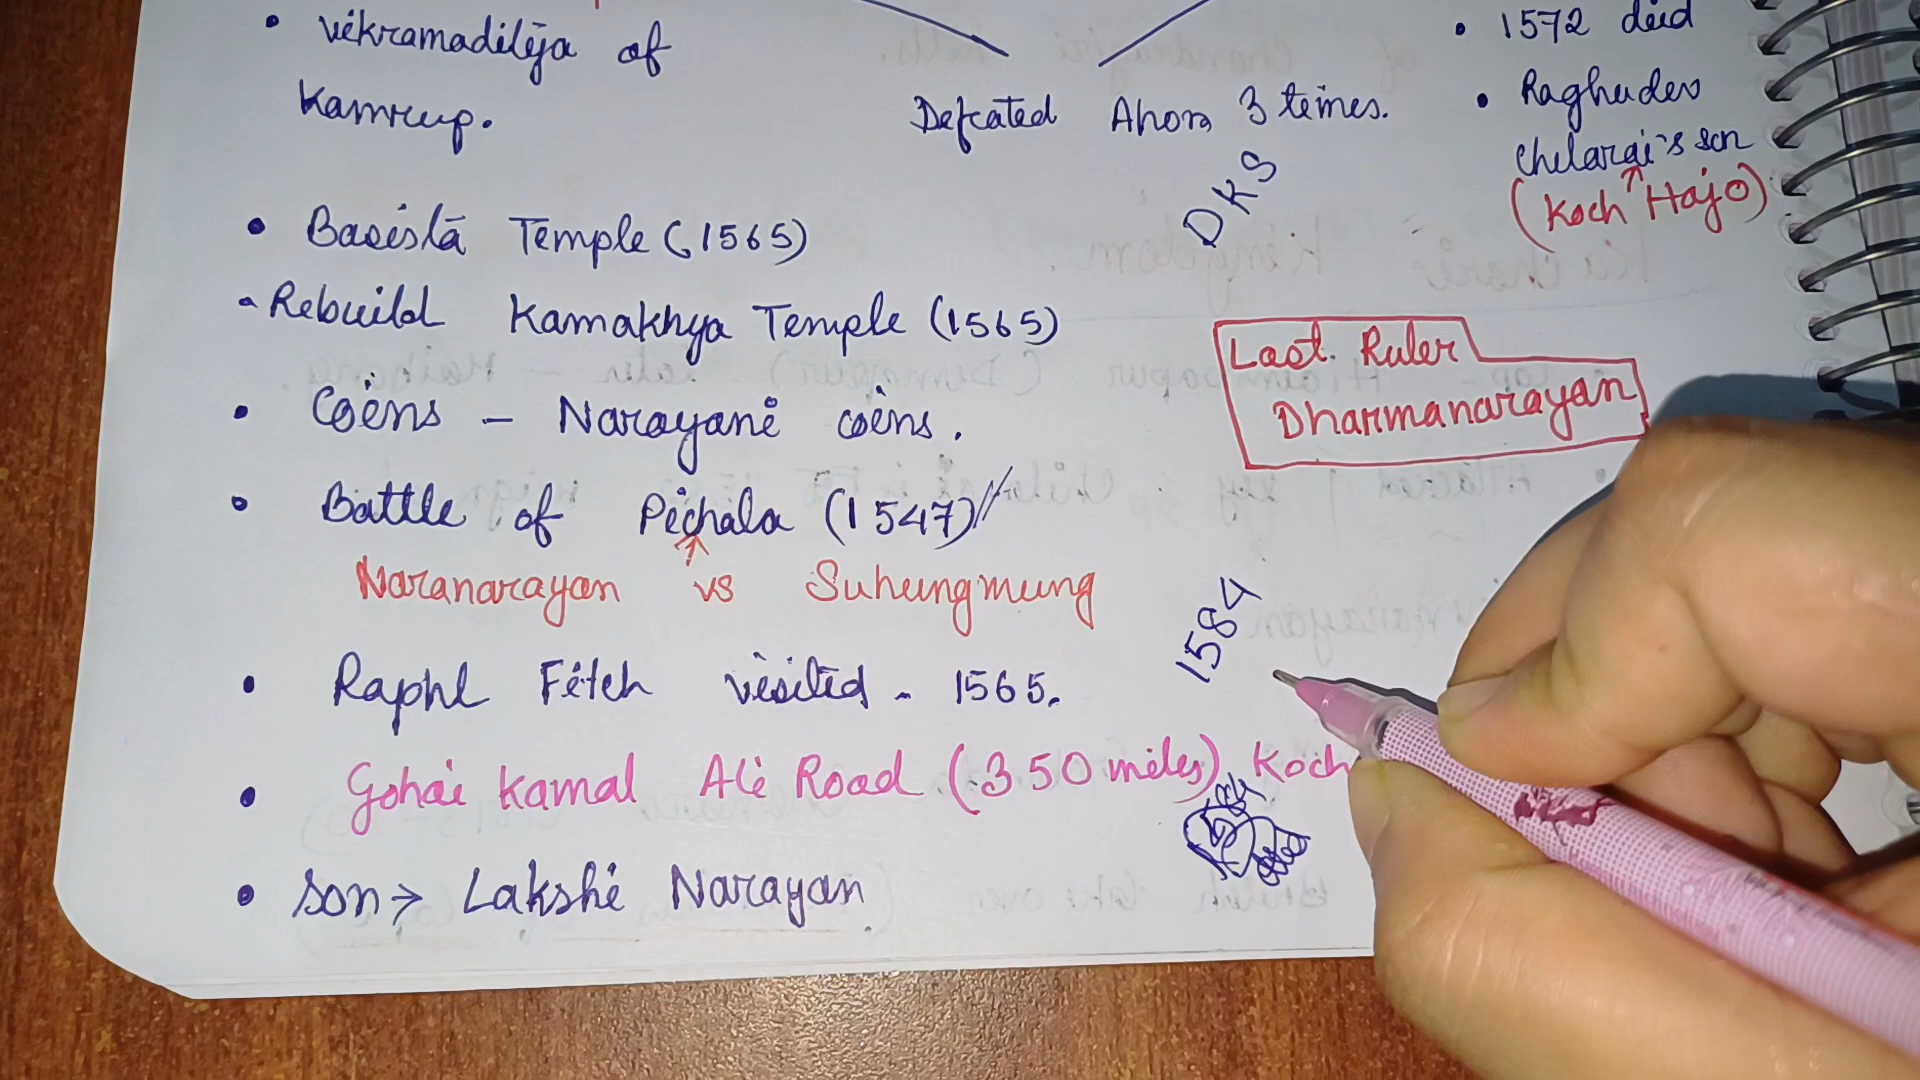 • Vikramaditya of
Kamrup.
Defeated Ahom 3 times.
• 1572 died
• Raghudev
Chilarai's son
(Koch Hajo)
DKS
• Basista Temple (1565)
- Rebuild Kamakhya Temple (1565)
Last Ruler
Dharmanarayan
• Coins – Narayani coins.
• Battle of Pichala (1547)
Naranarayan vs Suhungmung
1584
• Raphl Fitch visited - 1565.
• Gohai Kamal Ali Road (350 miles) Koch
• Son → Lakshi Narayan